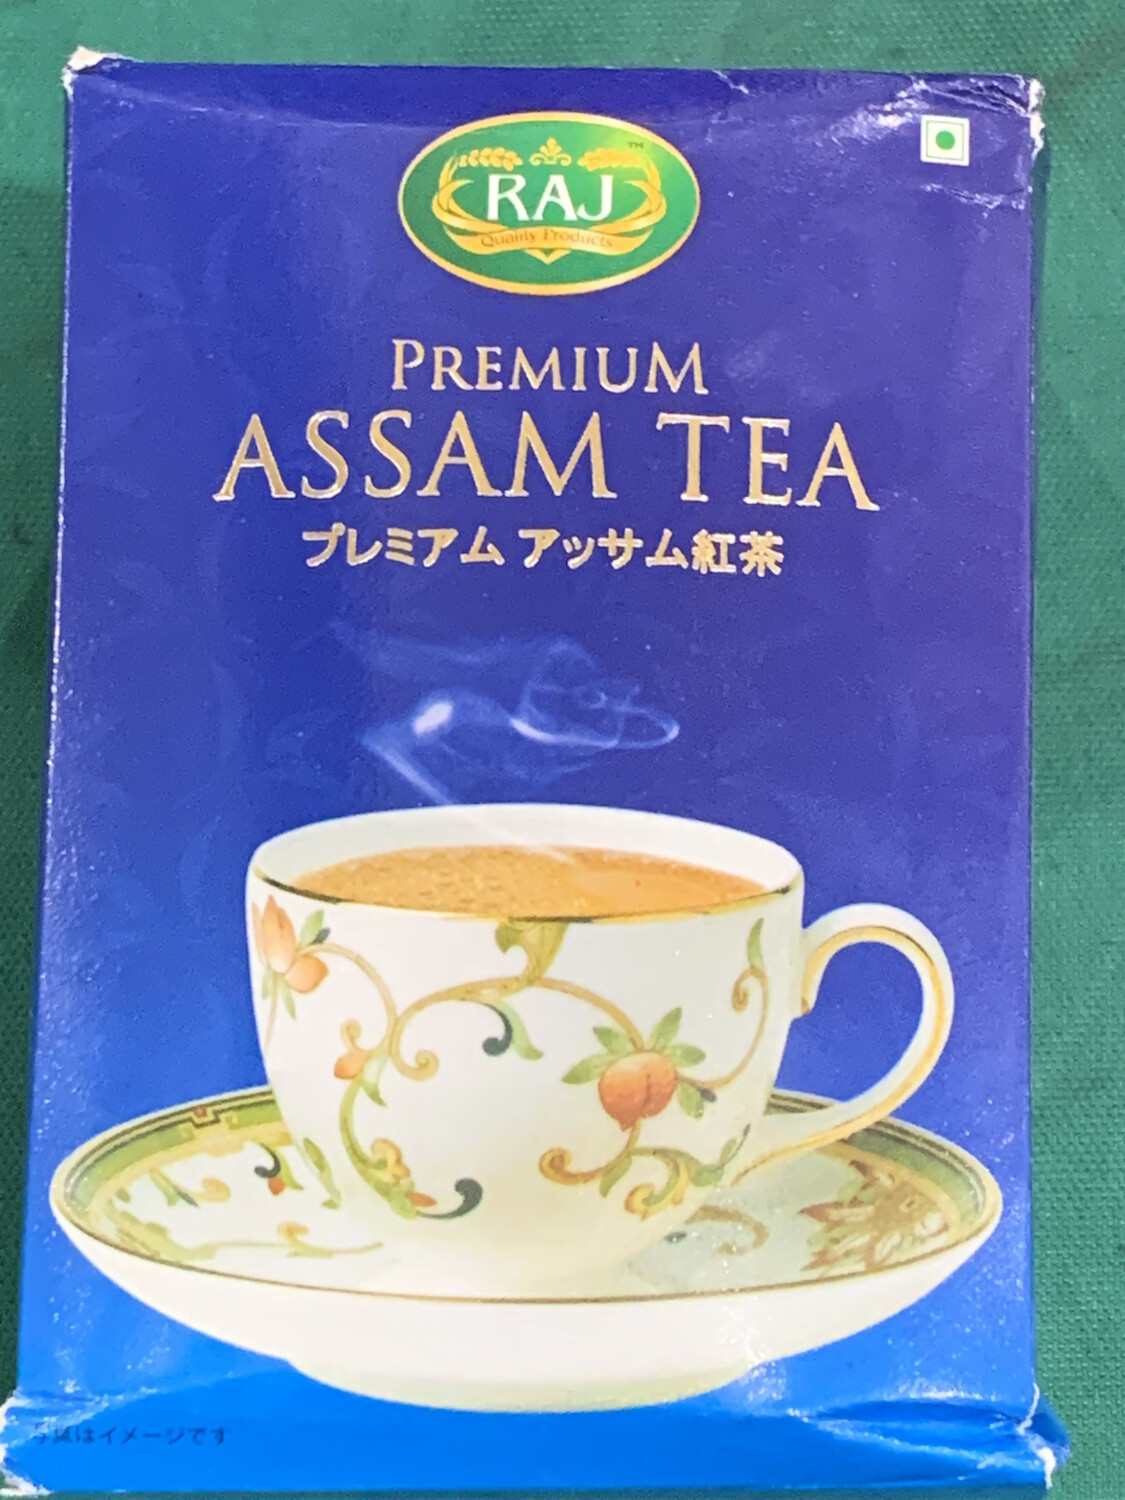 RAJ
TM
Quality Products
PREMIUM
ASSAM TEA
プレミアム アッサム紅茶
写真はイメージです